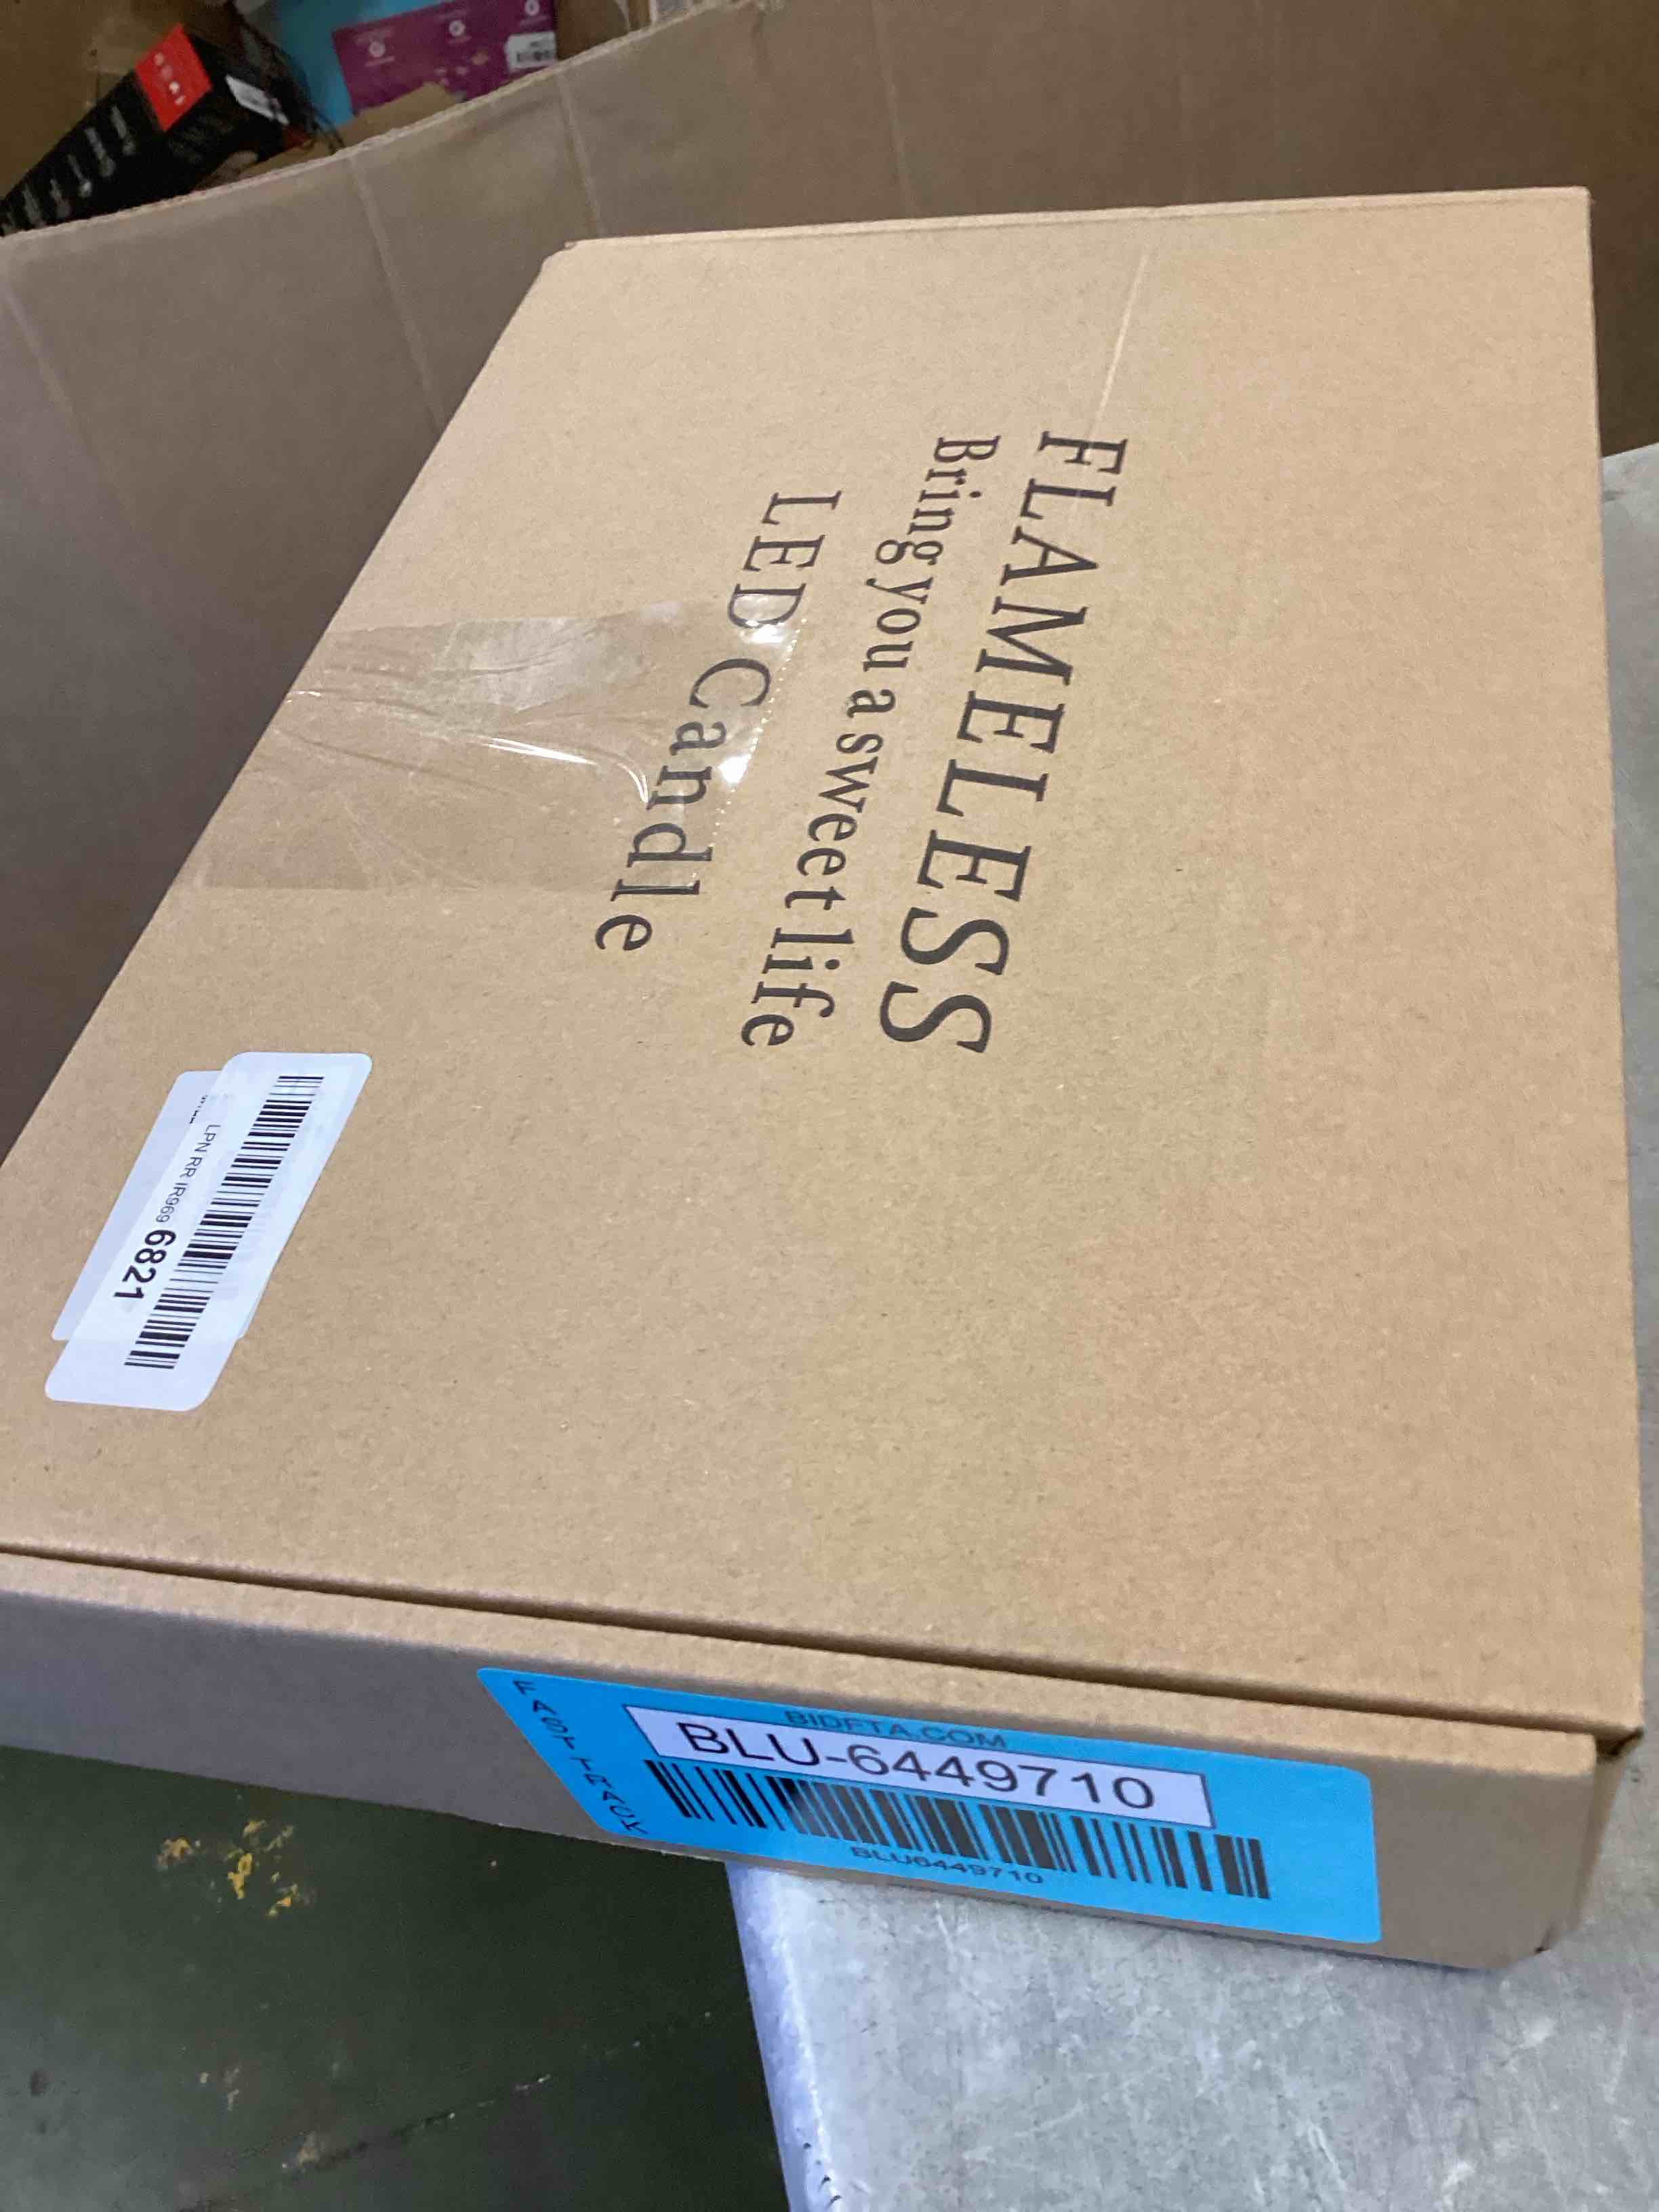 FLAMELESS
Bring you a sweet life
LED Candle
LPN RR IR969 6821
FAST TRACK
BIDFTA.COM
BLU-6449710
BLU6449710